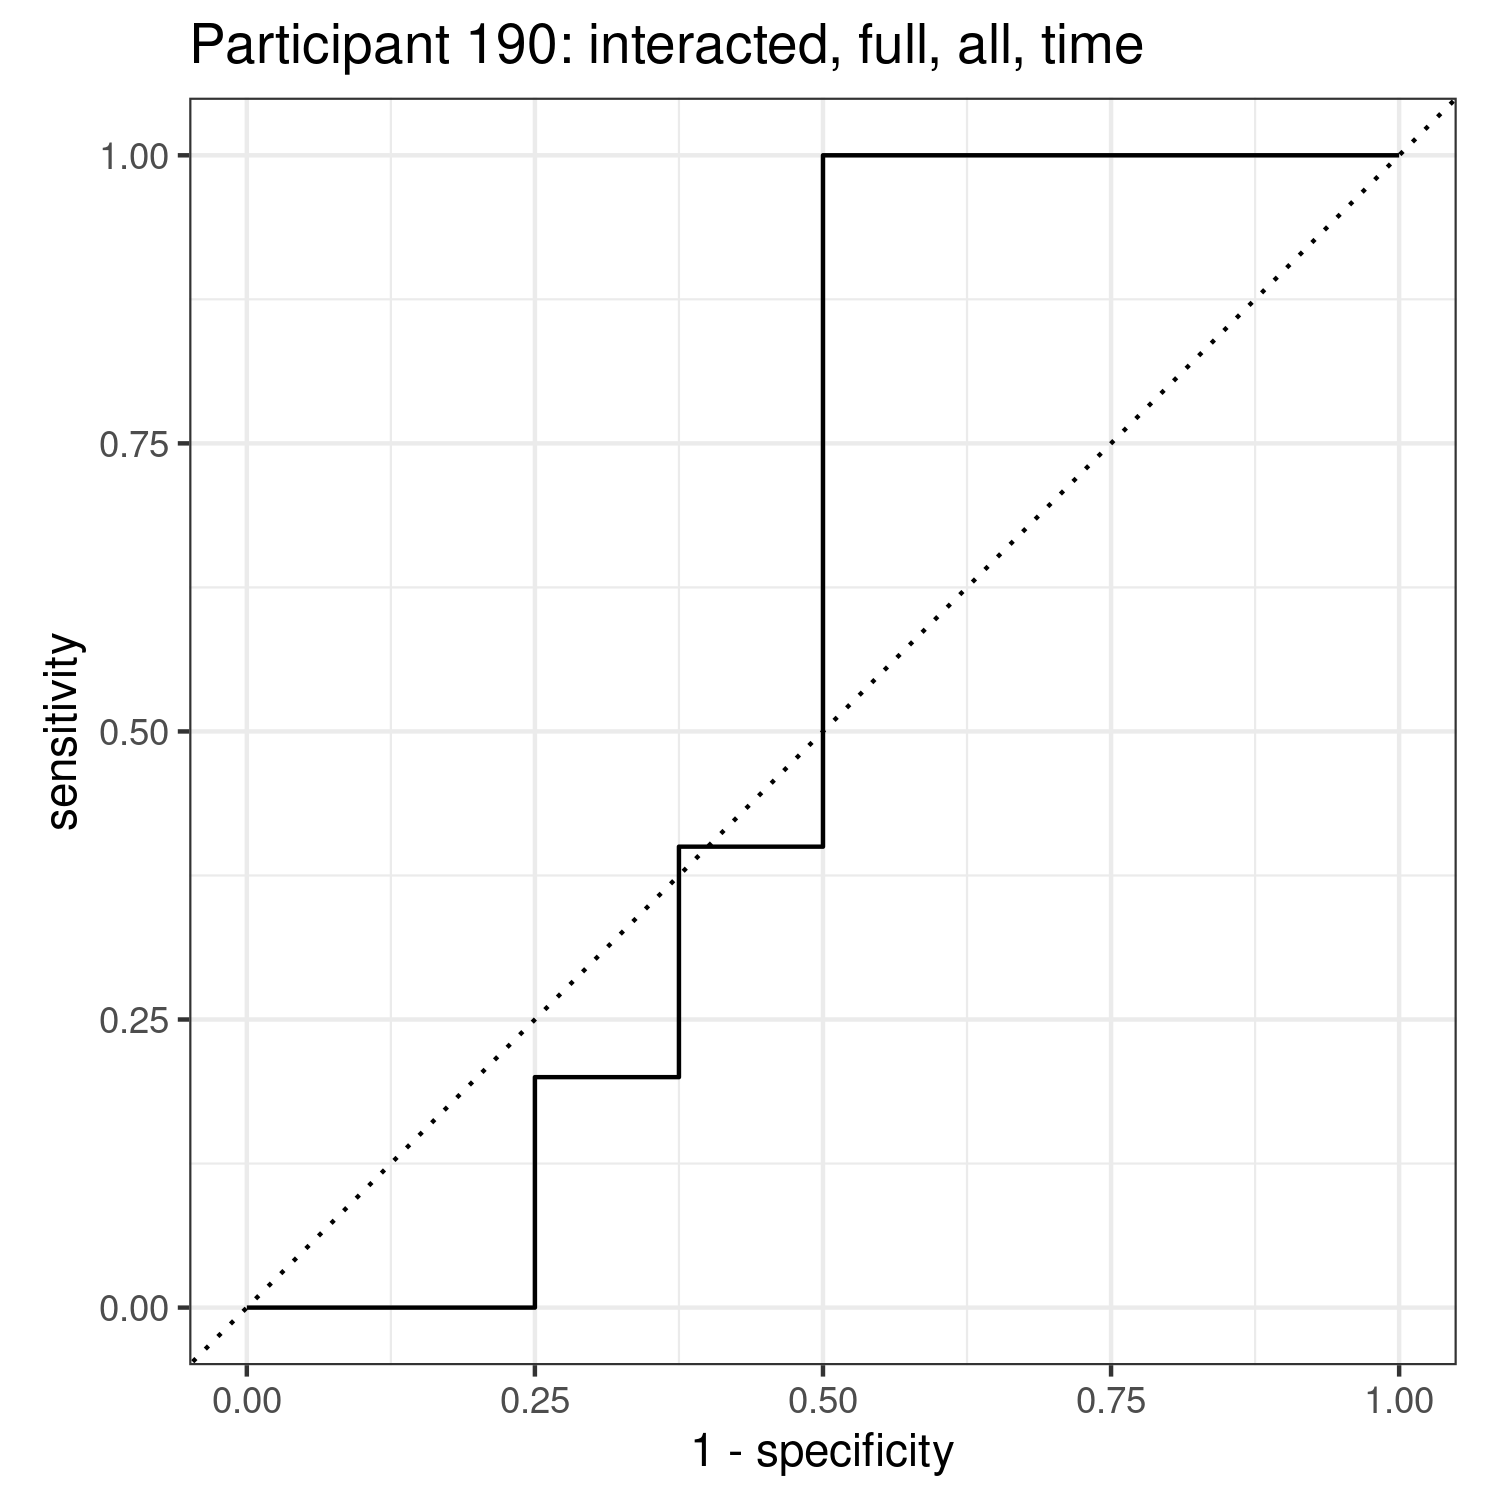 Participant 190: interacted, full, all, time
1.00
0.75
0.50
0.25
0.00
sensitivity
0.00 0.25 0.50 0.75 1.00
1 - specificity